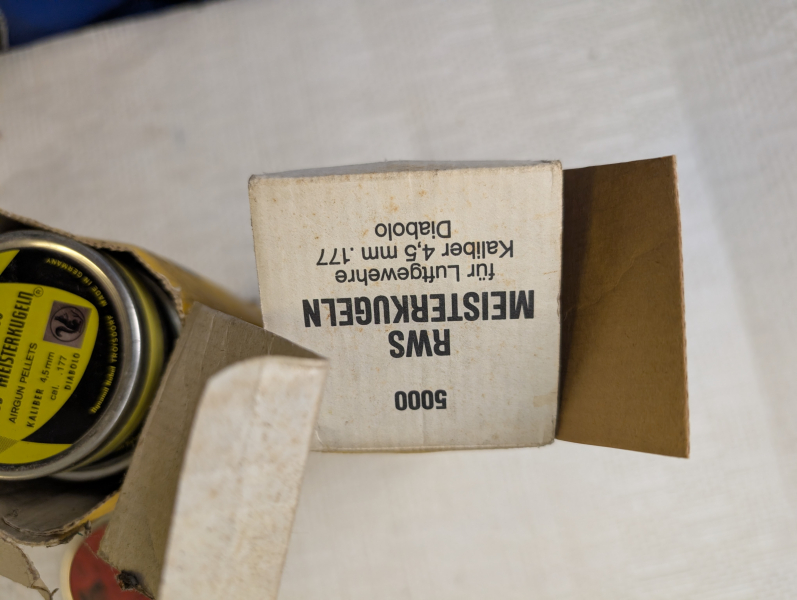 5000
RWS
MEISTERKUGELN
für Luftgewehre
Kaliber 4,5 mm .177
Diabolo
MEISTERKUGELN®
AIRGUN PELLETS
KALIBER 4,5mm
cal. .177
DIABOLO
MADE IN GERMANY